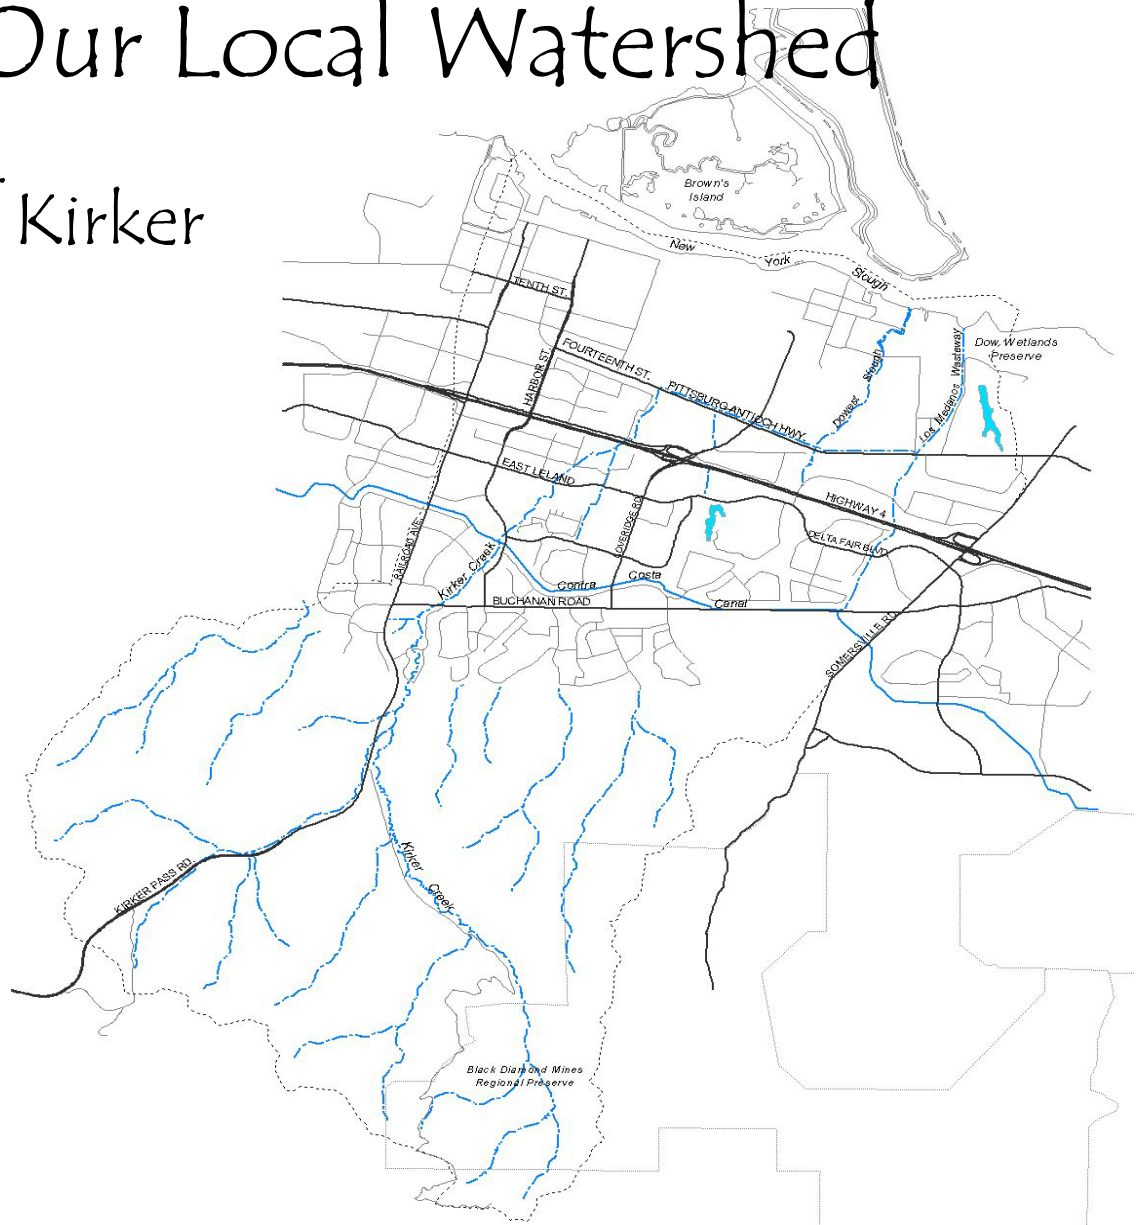 Our Local Watershed
Kirker
Brown's
Island
New York Slough
TENTH ST.
HARBOR ST.
FOURTEENTH ST.
PITTSBURG ANTIOCH HWY
Dowest Slough
Los Medanos Wasteway
Dow, Wetlands
Preserve
EAST LELAND
HIGHWAY 4
LOVERIDGE RD
DELTA FAIR BLVD
RAILROAD AVE.
Kirker Creek
Contra Costa Canal
BUCHANAN ROAD
SOMERSVILLE RD
Kirker Creek
KIRKER PASS RD.
Black Diamond Mines
Regional Preserve